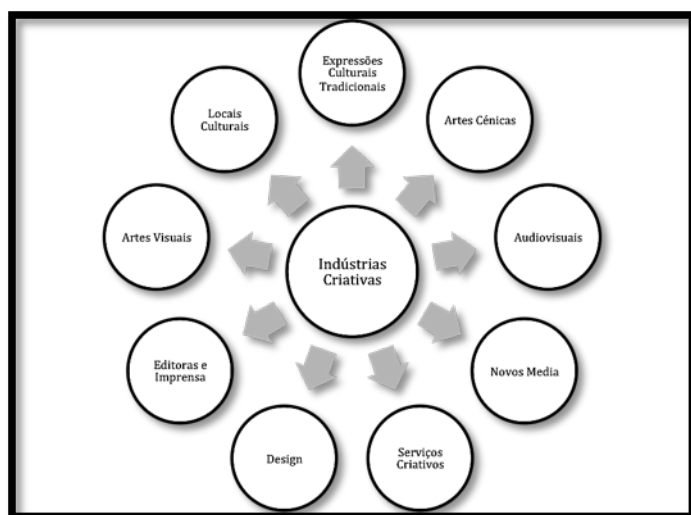 Expressões
Culturais
Tradicionais
Artes Cénicas
Audiovisuais
Novos Media
Serviços
Criativos
Design
Editoras e
Imprensa
Artes Visuais
Locais
Culturais
Indústrias
Criativas